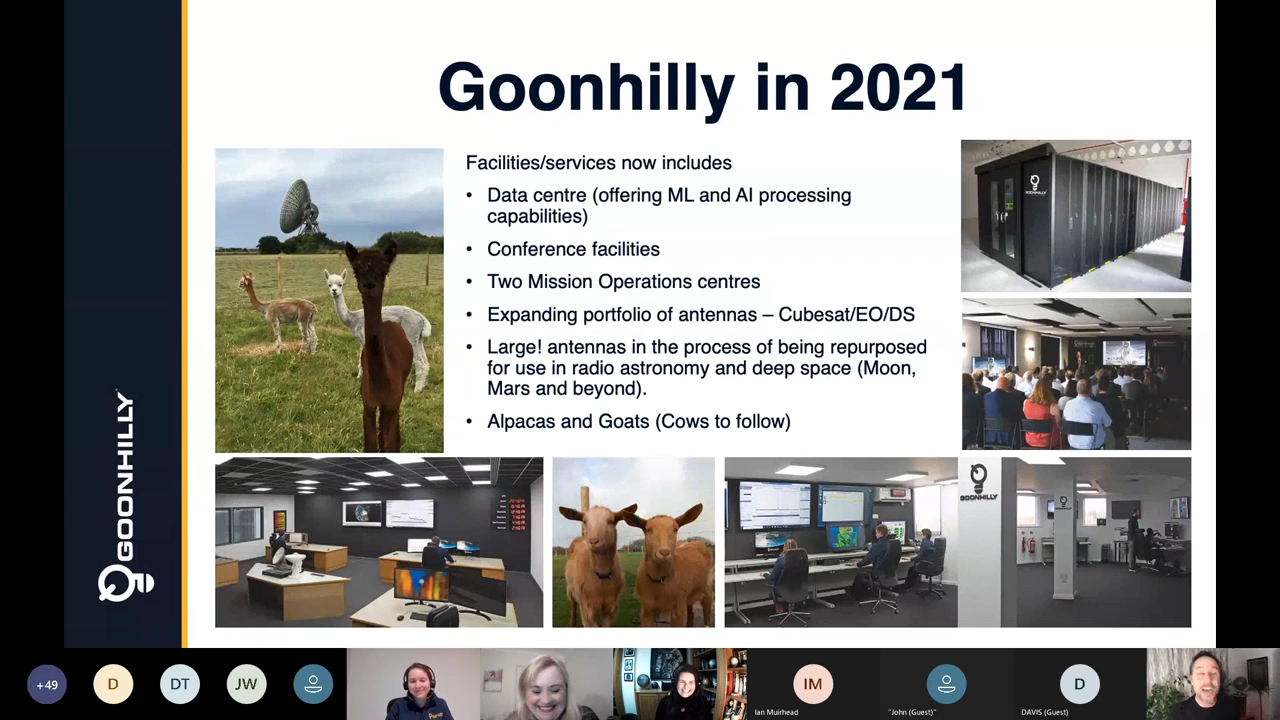 Goonhilly in 2021
Facilities/services now includes
• Data centre (offering ML and AI processing
capabilities)
• Conference facilities
• Two Mission Operations centres
• Expanding portfolio of antennas – Cubesat/EO/DS
• Large! antennas in the process of being repurposed
for use in radio astronomy and deep space (Moon,
Mars and beyond).
• Alpacas and Goats (Cows to follow)
GOONHILLY
GOONHILLY
GOONHILLY
+49
D
DT
JW
IM
Ian Muirhead
"John (Guest)"
D
DAVIS (Guest)